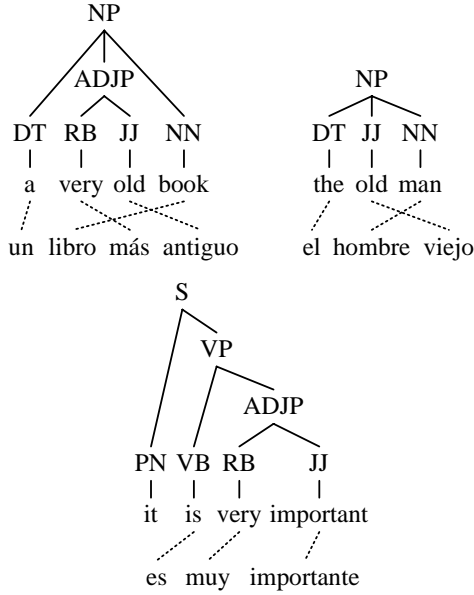 NP
ADJP
DT RB JJ NN
a very old book
un libro más antiguo
NP
DT JJ NN
the old man
el hombre viejo
S
VP
ADJP
PN VB RB JJ
it is very important
es muy importante